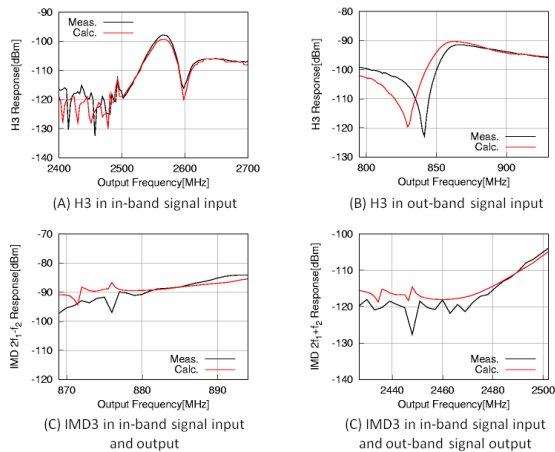 H3 Response[dBm]
-80
-90
-100
-110
-120
-130
-140
Meas.
Calc.
2400
2500
2600
2700
Output Frequency[MHz]
(A) H3 in in-band signal input
H3 Response[dBm]
-80
-90
-100
-110
-120
-130
Meas.
Calc.
800
850
900
Output Frequency[MHz]
(B) H3 in out-band signal input
IMD 2f₁-f₂ Response[dBm]
-70
-80
-90
-100
-110
-120
Meas.
Calc.
870
880
890
Output Frequency[MHz]
(C) IMD3 in in-band signal input
and output
IMD 2f₁+f₂ Response[dBm]
-100
-110
-120
-130
-140
Meas.
Calc.
2440
2460
2480
2500
Output Frequency[MHz]
(C) IMD3 in in-band signal input
and out-band signal output